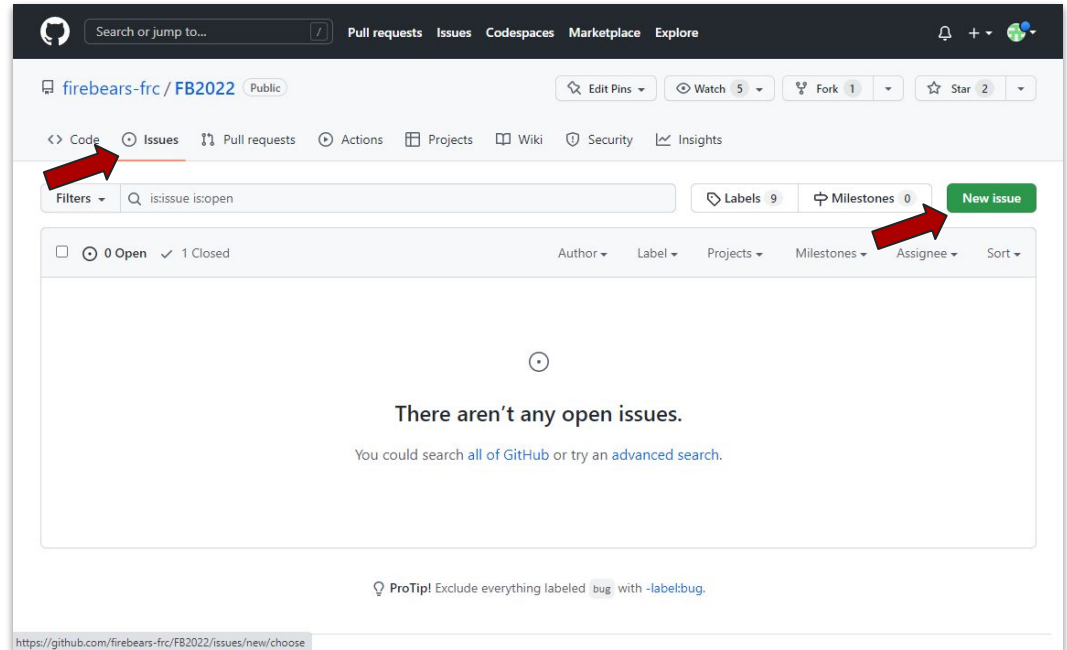 Search or jump to... / Pull requests Issues Codespaces Marketplace Explore
firebears-frc / FB2022 Public Edit Pins Watch 5 Fork 1 Star 2
Code Issues Pull requests Actions Projects Wiki Security Insights
Filters is:issue is:open Labels 9 Milestones 0 New issue
0 Open 1 Closed Author Label Projects Milestones Assignee Sort
There aren't any open issues.
You could search all of GitHub or try an advanced search.
ProTip! Exclude everything labeled bug with -label:bug.
https://github.com/firebears-frc/FB2022/issues/new/choose